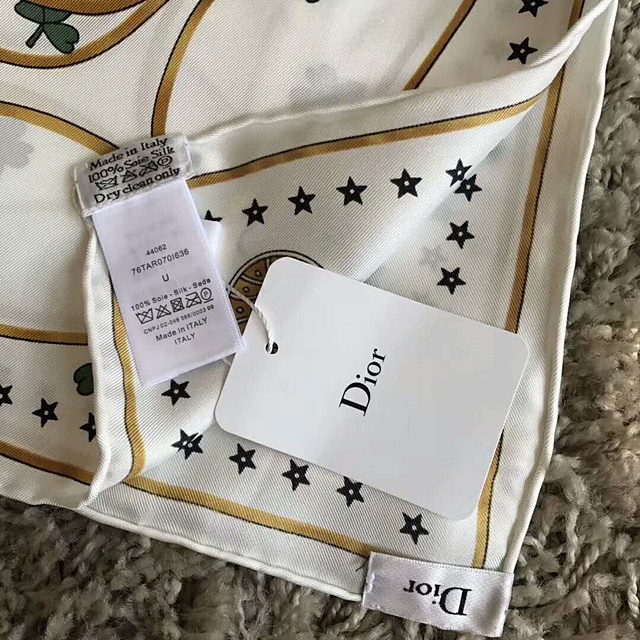 Made in Italy
100% Soie Silk
Dry clean only
44062
76TAR070I636
U
100% Soie - Silk - Seda
CNPJ 02-046 566/0003 99
Made in ITALY
ITALY
Dior
Dior